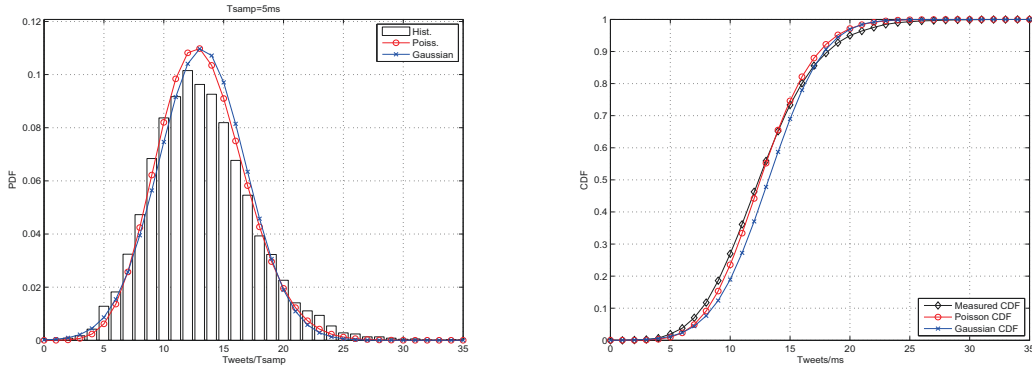 Tsamp=5ms
0.12
0.1
0.08
0.06
0.04
0.02
0
PDF
0 5 10 15 20 25 30 35
Tweets/Tsamp
Hist.
Poiss.
Gaussian
1
0.9
0.8
0.7
0.6
0.5
0.4
0.3
0.2
0.1
0
CDF
0 5 10 15 20 25 30 35
Tweets/ms
Measured CDF
Poisson CDF
Gaussian CDF